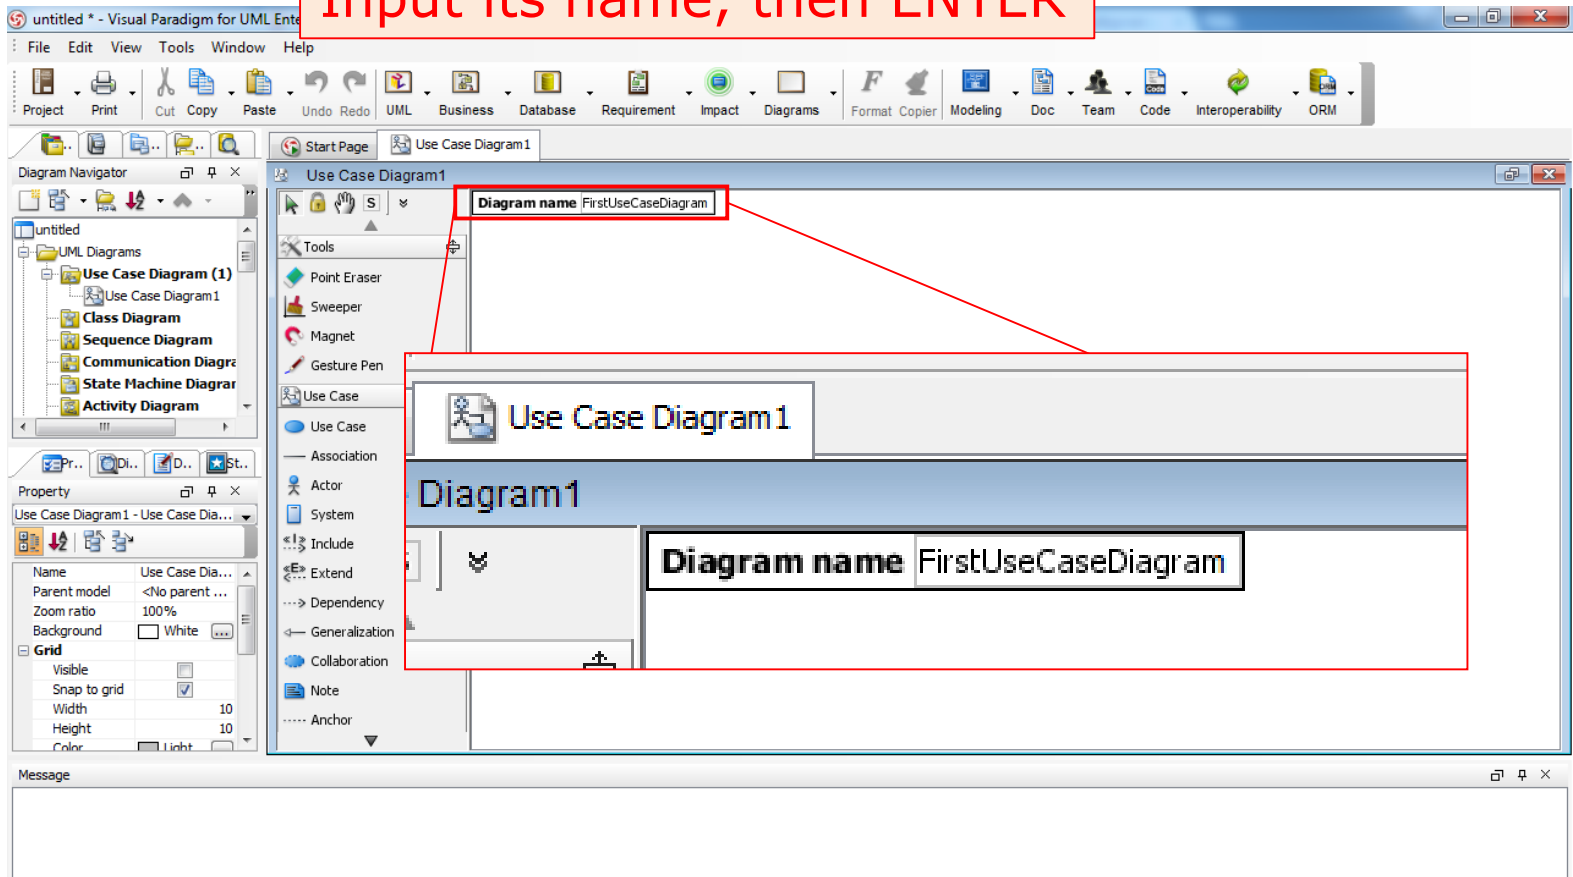 untitled * - Visual Paradigm for UML Ente
Input its name, then ENTER
File Edit View Tools Window Help
Project Print Cut Copy Paste Undo Redo UML Business Database Requirement Impact Diagrams Format Copier Modeling Doc Team Code Interoperability ORM
Start Page Use Case Diagram1
Diagram Navigator
Use Case Diagram1
S
Diagram name FirstUseCaseDiagram
untitled
UML Diagrams
Use Case Diagram (1)
Use Case Diagram1
Class Diagram
Sequence Diagram
Communication Diagra
State Machine Diagrar
Activity Diagram
Tools
Point Eraser
Sweeper
Magnet
Gesture Pen
Use Case
Use Case
Association
Actor
System
Include
Extend
Dependency
Generalization
Collaboration
Note
Anchor
Use Case Diagram1
Diagram1
Diagram name FirstUseCaseDiagram
Pr.. Di.. D.. St..
Property
Use Case Diagram1 - Use Case Dia...
Name Use Case Dia...
Parent model <No parent ...
Zoom ratio 100%
Background White ...
Grid
Visible
Snap to grid
Width 10
Height 10
Color Light
Message